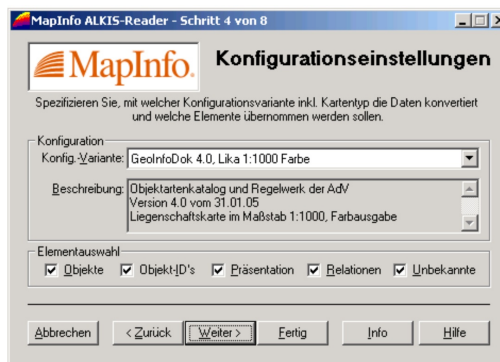 MapInfo ALKIS-Reader - Schritt 4 von 8
MapInfo.
Konfigurationseinstellungen
Spezifizieren Sie, mit welcher Konfigurationsvariante inkl. Kartentyp die Daten konvertiert
und welche Elemente übernommen werden sollen.
Konfiguration
Konfig.-Variante: GeoInfoDok 4.0, Lika 1:1000 Farbe
Beschreibung: Objektartenkatalog und Regelwerk der AdV
Version 4.0 vom 31.01.05
Liegenschaftskarte im Maßstab 1:1000, Farbausgabe
Elementauswahl
Objekte Objekt-ID's Präsentation Relationen Unbekannte
Abbrechen < Zurück Weiter > Fertig Info Hilfe